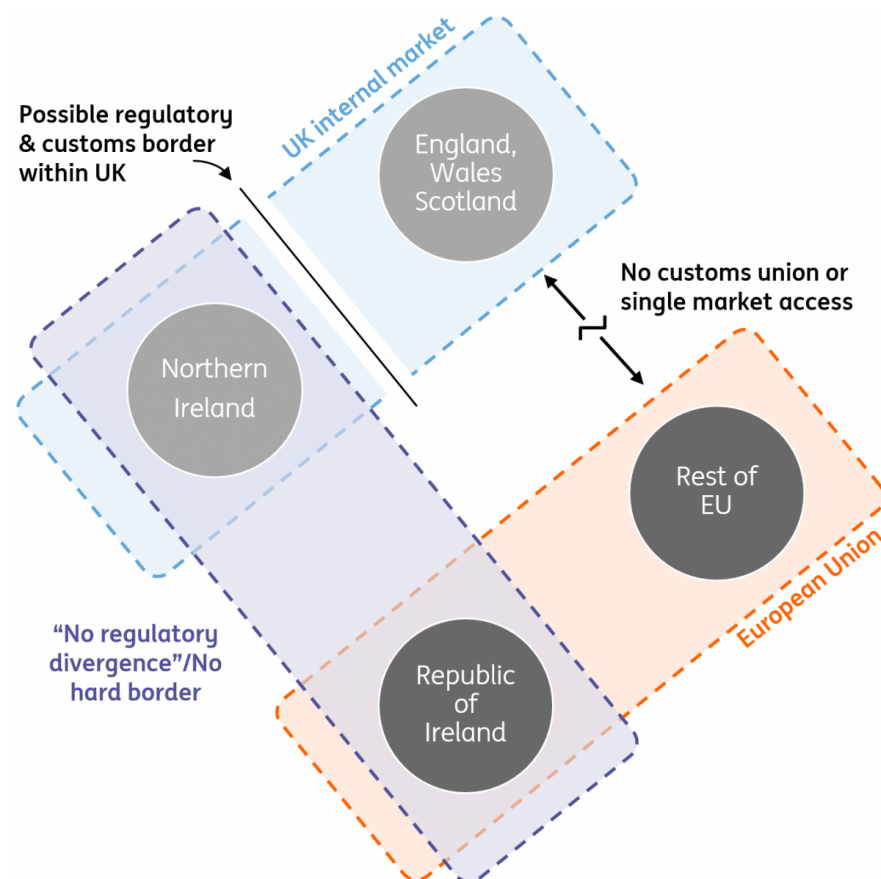 UK internal market
Possible regulatory
& customs border
within UK
England,
Wales
Scotland
No customs union or
single market access
Northern
Ireland
Rest of
EU
European Union
“No regulatory
divergence”/No
hard border
Republic
of
Ireland